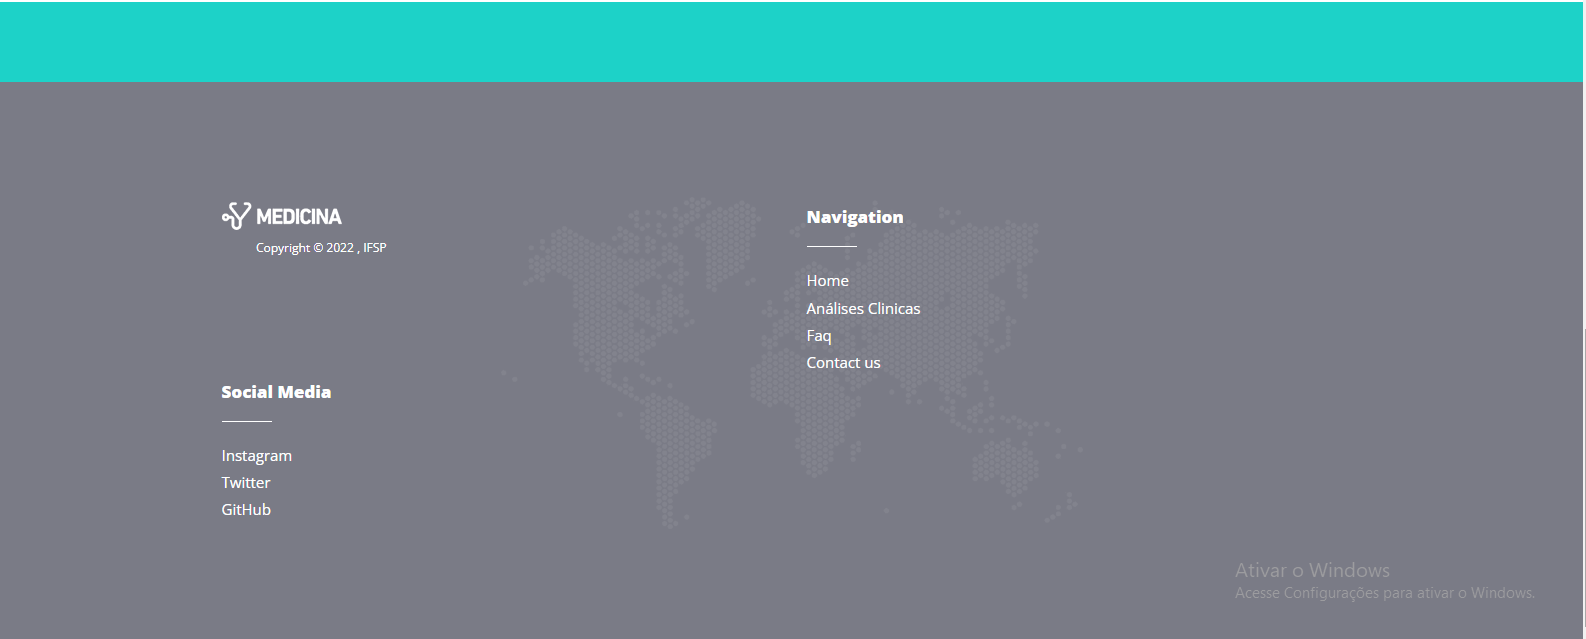 MEDICINA
Copyright © 2022 , IFSP
Navigation
Home
Análises Clinicas
Faq
Contact us
Social Media
Instagram
Twitter
GitHub
Ativar o Windows
Acesse Configurações para ativar o Windows.